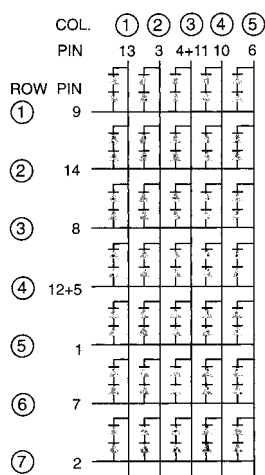 COL. ① ② ③ ④ ⑤
PIN 13 3 4+11 10 6
ROW PIN
① 9
② 14
③ 8
④ 12+5
⑤ 1
⑥ 7
⑦ 2